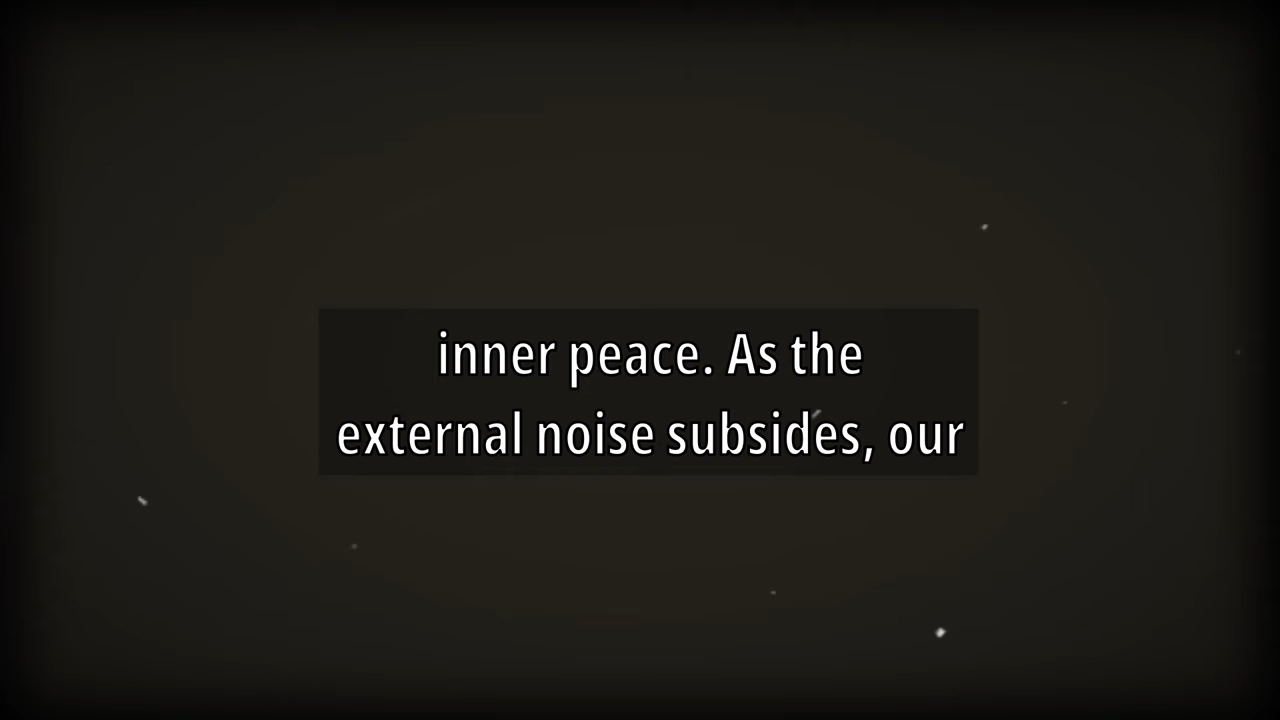 inner peace. As the
external noise subsides, our